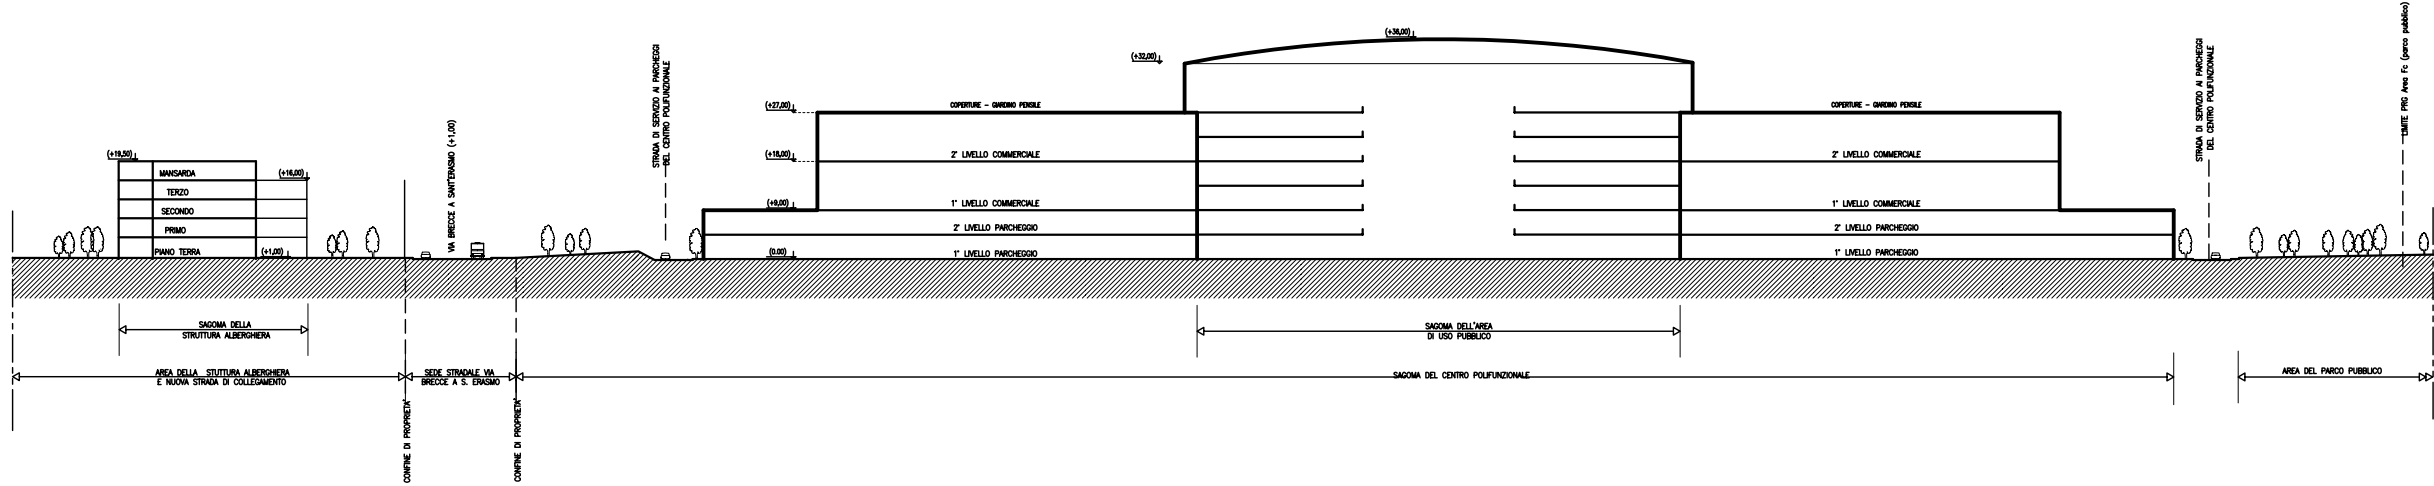 (+19,50)
MANSARDA
(+16,00)
TERZO
SECONDO
PRIMO
PIANO TERRA
(+1,00)
VIA BRECCE A SANT'ERASMO (+1,00)
STRADA DI SERVIZIO AI PARCHEGGI
DEL CENTRO POLIFUNZIONALE
(+27,00)
(+18,00)
(+9,00)
(0.00)
COPERTURE - GIARDINO PENSILE
2° LIVELLO COMMERCIALE
1° LIVELLO COMMERCIALE
2° LIVELLO PARCHEGGIO
1° LIVELLO PARCHEGGIO
(+32,00)
(+36,00)
COPERTURE - GIARDINO PENSILE
2° LIVELLO COMMERCIALE
1° LIVELLO COMMERCIALE
2° LIVELLO PARCHEGGIO
1° LIVELLO PARCHEGGIO
STRADA DI SERVIZIO AI PARCHEGGI
DEL CENTRO POLIFUNZIONALE
LIMITE PRG Area Fc (parco pubblico)
SAGOMA DELLA
STRUTTURA ALBERGHIERA
SAGOMA DELL'AREA
DI USO PUBBLICO
AREA DELLA STUTTURA ALBERGHIERA
E NUOVA STRADA DI COLLEGAMENTO
SEDE STRADALE VIA
BRECCE A S. ERASMO
SAGOMA DEL CENTRO POLIFUNZIONALE
AREA DEL PARCO PUBBLICO
CONFINE DI PROPRIETA'
CONFINE DI PROPRIETA'